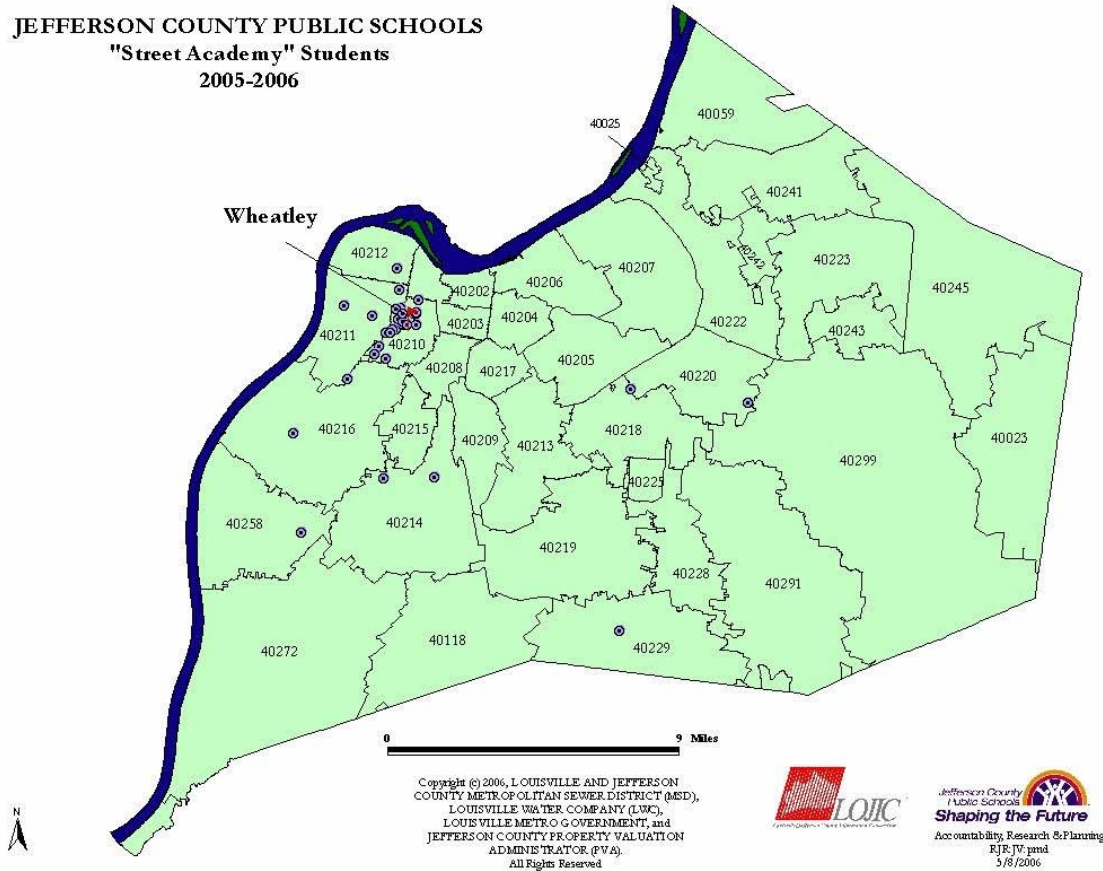 JEFFERSON COUNTY PUBLIC SCHOOLS
"Street Academy" Students
2005-2006
40059
40025
40241
Wheatley
40212
40242
40223
40207
40206
40245
40202
40211
40203
40204
40222
40243
40210
40205
40208
40217
40220
40216
40215
40209
40213
40218
40023
40299
40225
40258
40214
40219
40228
40291
40272
40118
40229
0 9 Miles
N
Copyright (c) 2006, LOUISVILLE AND JEFFERSON
COUNTY METROPOLITAN SEWER DISTRICT (MSD),
LOUISVILLE WATER COMPANY (LWC),
LOUISVILLE METRO GOVERNMENT, and
JEFFERSON COUNTY PROPERTY VALUATION
ADMINISTRATOR (PVA).
All Rights Reserved
LOJIC
Jefferson County
Public Schools
Shaping the Future
Accountability, Research & Planning
RJR:JV:pmd
5/8/2006